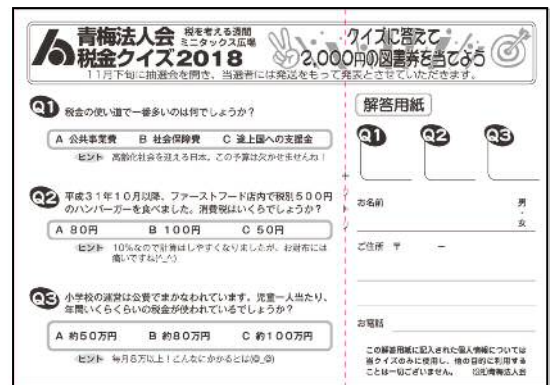 青梅法人会 税を考える週間
ミニタックス広場
税金クイズ2018
クイズに答えて
2,000円の図書券を当てよう
11月下旬に抽選会を開き、当選者には発送をもって発表とさせていただきます。
Q1 税金の使い道で一番多いのは何でしょうか?
A 公共事業費 B 社会保障費 C 途上国への支援金
ヒント 高齢化社会を迎える日本。この予算は欠かせませんね!
Q2 平成31年10月以降、ファーストフード店内で税別500円
のハンバーガーを食べました。消費税はいくらでしょうか?
A 80円 B 100円 C 50円
ヒント 10%なので計算はしやすくなりましたが、お財布には
痛いですね(^_^)
Q3 小学校の運営は公費でまかなわれています。児童一人当たり、
年間いくらくらいの税金が使われているでしょうか?
A 約50万円 B 約80万円 C 約100万円
ヒント 毎月8万以上!こんなにかかるとは(@_@)
解答用紙
Q1 Q2 Q3
お名前 男
・
女
ご住所 〒 −
お電話
この解答用紙に記入された個人情報については
当クイズのみに使用し、他の目的に利用する
ことは一切ございません。 (公社)青梅法人会